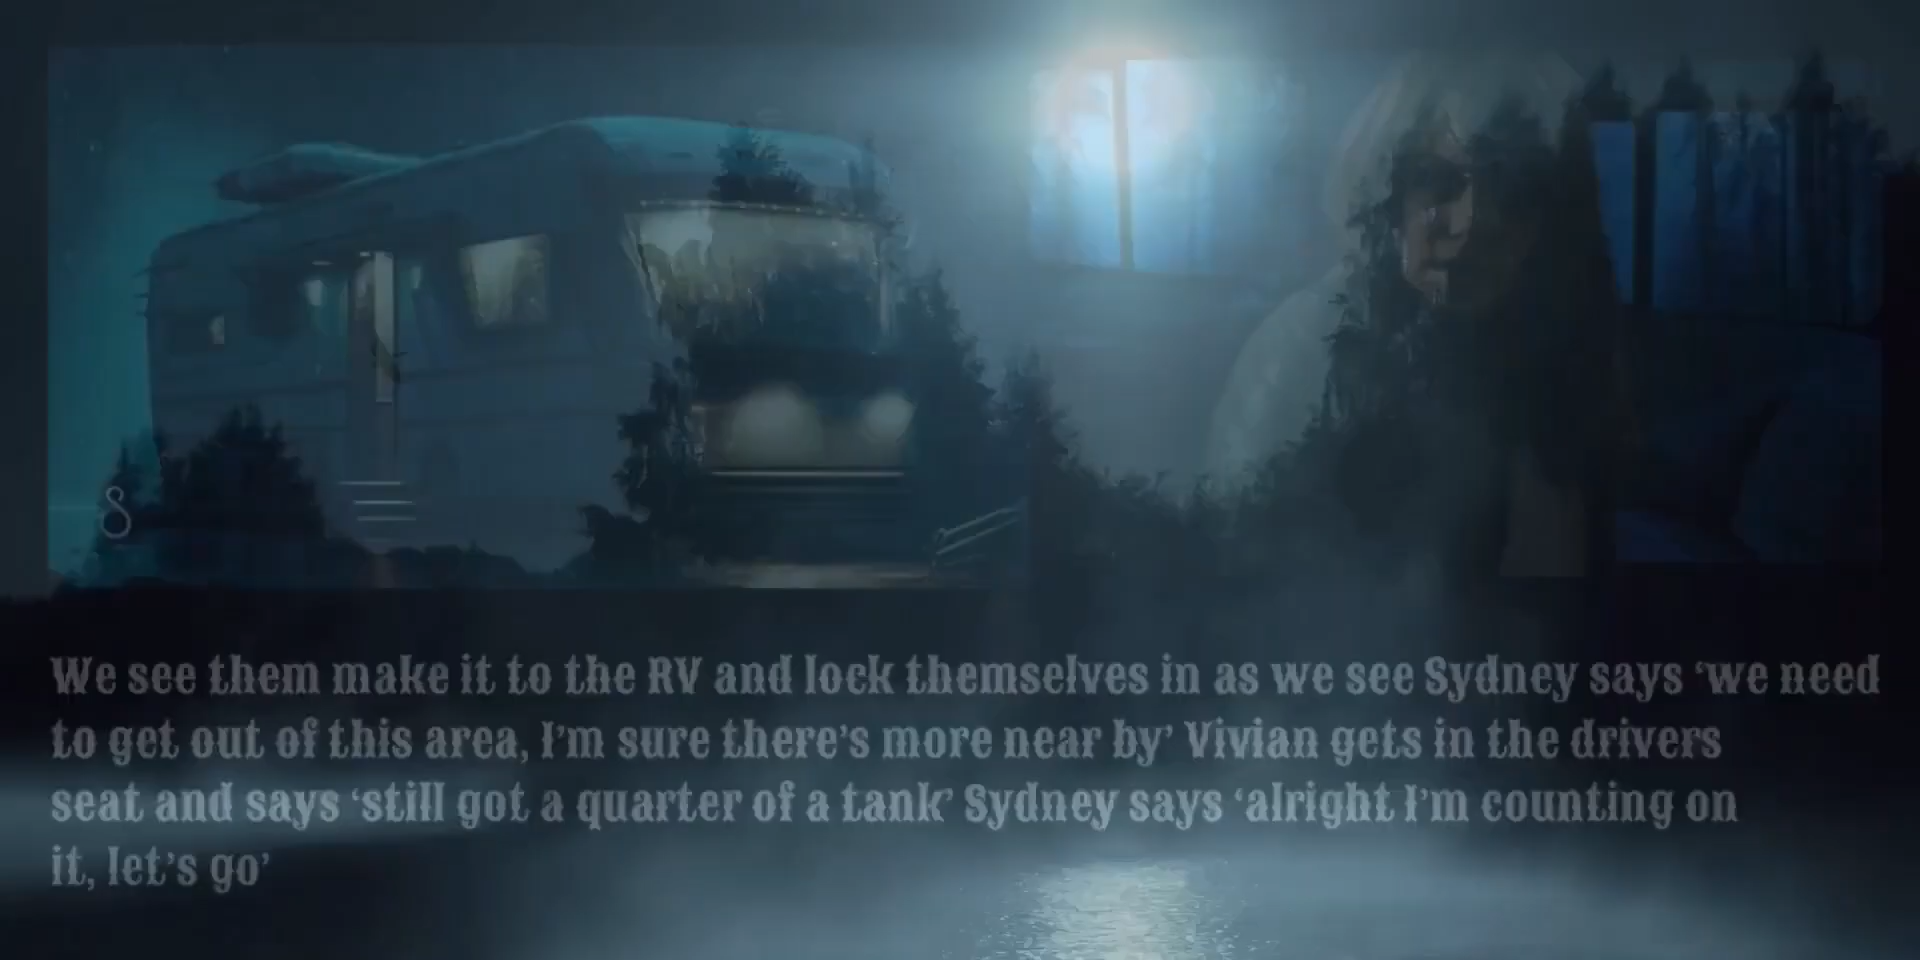 We see them make it to the RV and lock themselves in as we see Sydney says ‘we need
to get out of this area, I’m sure there’s more near by’ Vivian gets in the drivers
seat and says ‘still got a quarter of a tank’ Sydney says ‘alright I’m counting on
it, let’s go’